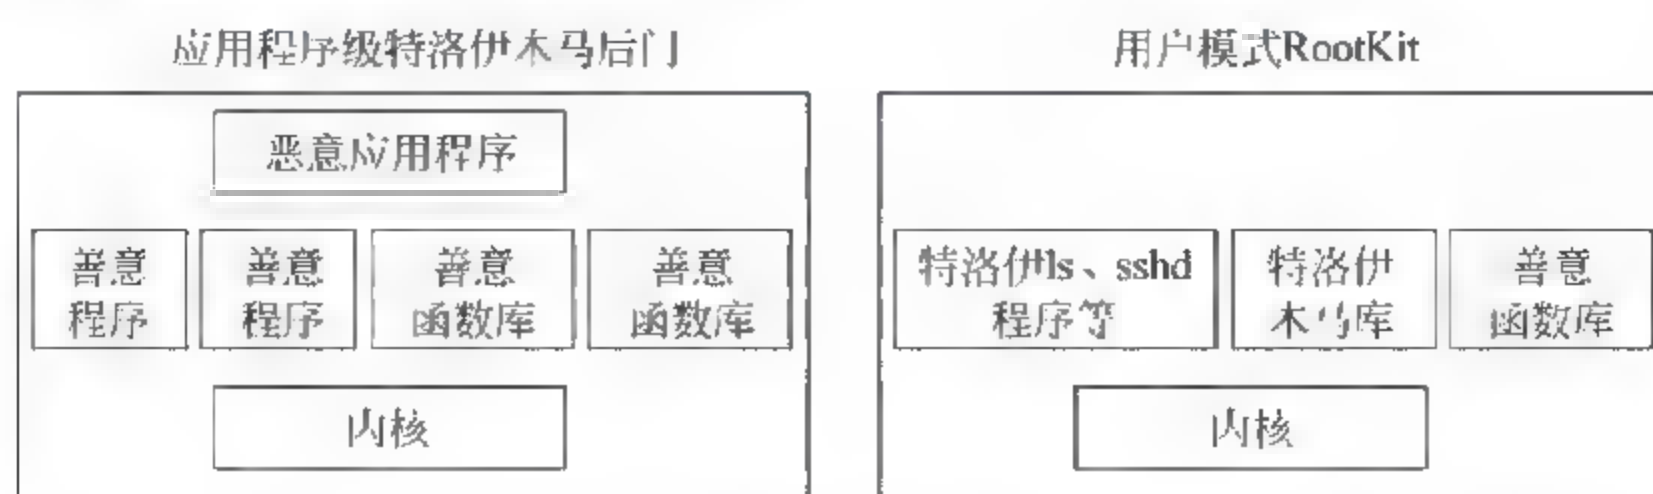 应用程序级特洛伊木马后门
恶意应用程序
善意
程序
善意
程序
善意
函数库
善意
函数库
内核
用户模式RootKit
特洛伊ls、sshd
程序等
特洛伊
木马库
善意
函数库
内核